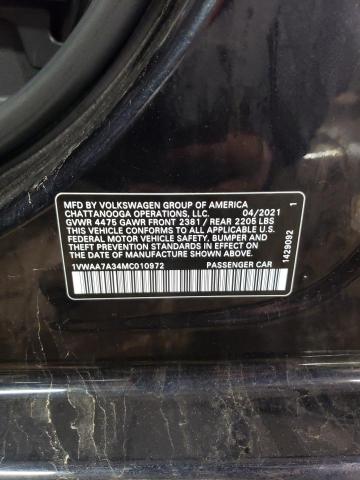 MFD BY VOLKSWAGEN GROUP OF AMERICA
CHATTANOOGA OPERATIONS, LLC. 04/2021 1
GVWR 4475 GAWR FRONT 2381 / REAR 2205 LBS
THIS VEHICLE CONFORMS TO ALL APPLICABLE U.S.
FEDERAL MOTOR VEHICLE SAFETY, BUMPER AND
THEFT PREVENTION STANDARDS IN EFFECT ON THE
DATE OF MANUFACTURE SHOWN ABOVE
1VWAA7A34MC010972 PASSENGER CAR
1429092